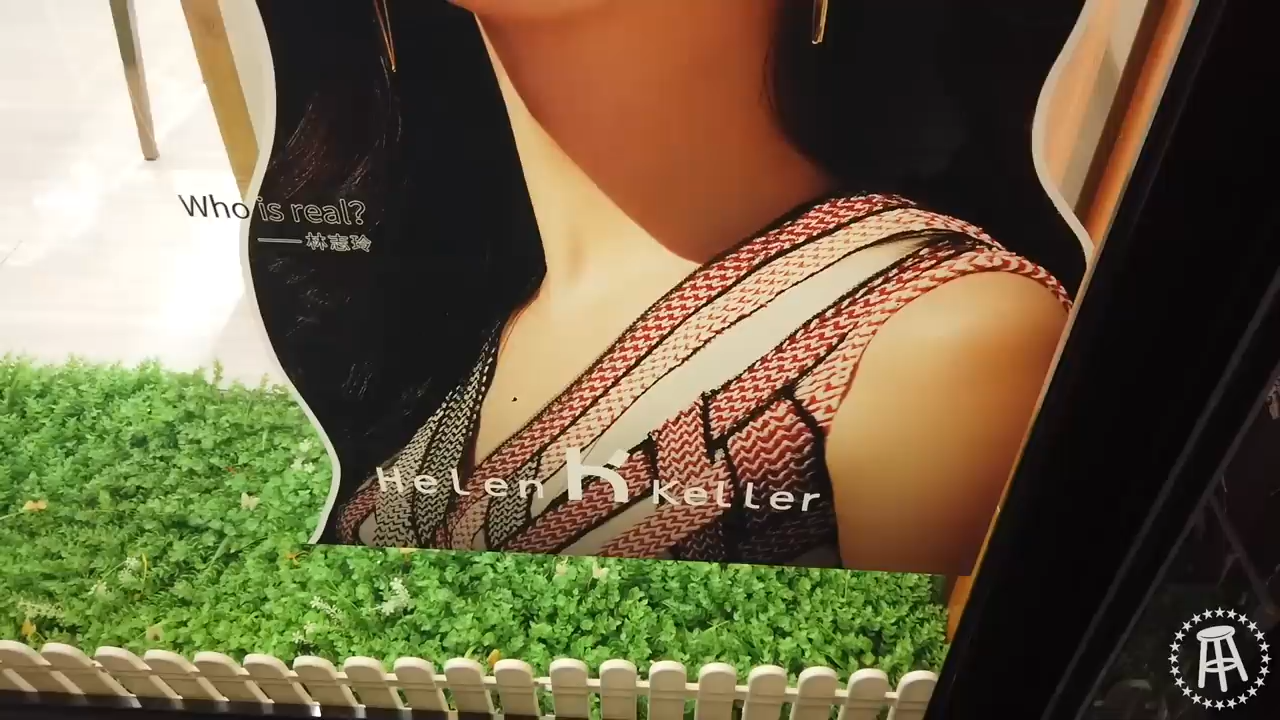 Who is real?
—— 林志玲
Helen Keller